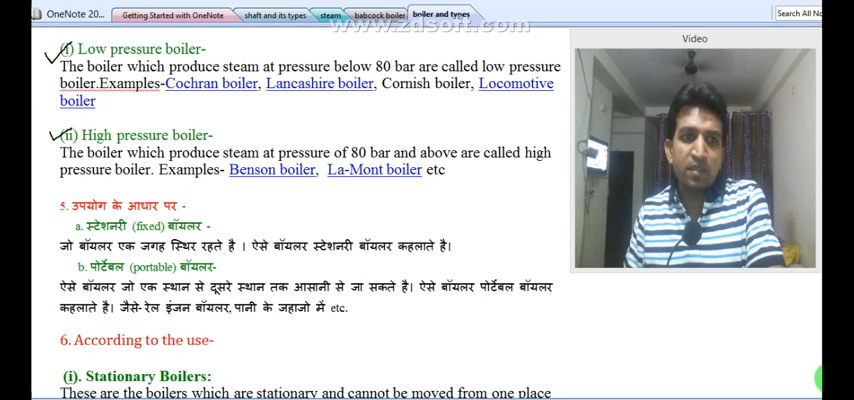 OneNote 20...
Getting Started with OneNote
shaft and its types
steam
babcock boiler
boiler and types
Search All No
www.zdsoft.com
Video
(i) Low pressure boiler-
The boiler which produce steam at pressure below 80 bar are called low pressure
boiler.Examples-Cochran boiler, Lancashire boiler, Cornish boiler, Locomotive
boiler
(ii) High pressure boiler-
The boiler which produce steam at pressure of 80 bar and above are called high
pressure boiler. Examples- Benson boiler, La-Mont boiler etc
5. उपयोग के आधार पर -
a. स्टेशनरी (fixed) बॉयलर -
जो बॉयलर एक जगह स्थिर रहते है । ऐसे बॉयलर स्टेशनरी बॉयलर कहलाते है।
b. पोर्टेबल (portable) बॉयलर-
ऐसे बॉयलर जो एक स्थान से दूसरे स्थान तक आसानी से जा सकते है। ऐसे बॉयलर पोर्टेबल बॉयलर
कहलाते है। जैसे- रेल इंजन बॉयलर, पानी के जहाजो में etc.
6. According to the use-
(i). Stationary Boilers:
These are the boilers which are stationary and cannot be moved from one place